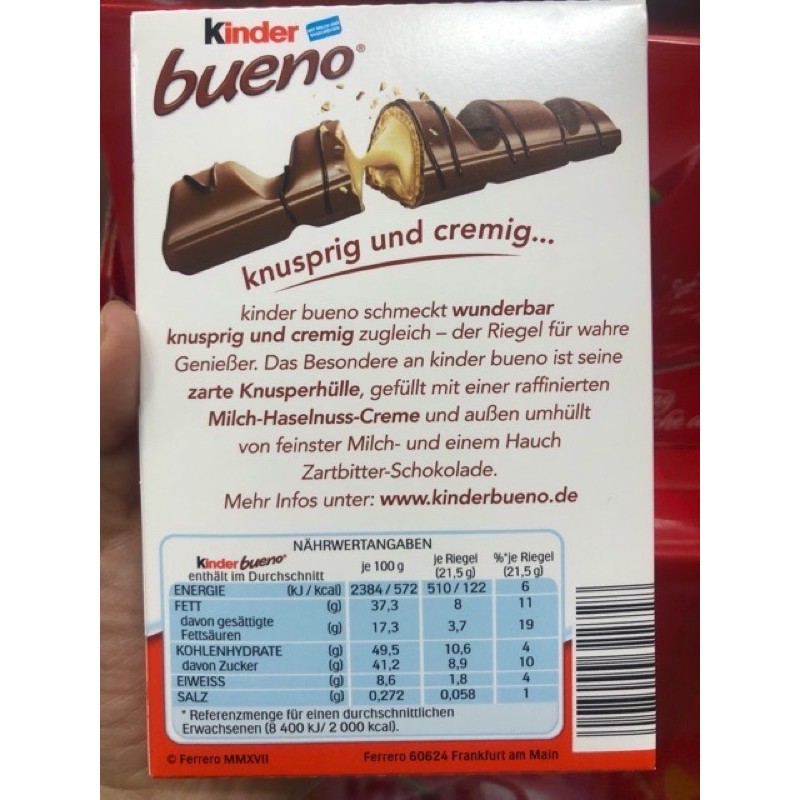 Kinder
bueno®
knusprig und cremig...
kinder bueno schmeckt wunderbar
knusprig und cremig zugleich – der Riegel für wahre
Genießer. Das Besondere an kinder bueno ist seine
zarte Knusperhülle, gefüllt mit einer raffinierten
Milch-Haselnuss-Creme und außen umhüllt
von feinster Milch- und einem Hauch
Zartbitter-Schokolade.
Mehr Infos unter: www.kinderbueno.de
NÄHRWERTANGABEN
Kinder bueno® enthält im Durchschnitt je 100 g je Riegel (21,5 g) %*je Riegel (21,5 g)
ENERGIE (kJ / kcal) 2384 / 572 510 / 122 6
FETT (g) 37,3 8 11
davon gesättigte Fettsäuren (g) 17,3 3,7 19
KOHLENHYDRATE (g) 49,5 10,6 4
davon Zucker (g) 41,2 8,9 10
EIWEISS (g) 8,6 1,8 4
SALZ (g) 0,272 0,058 1
* Referenzmenge für einen durchschnittlichen
Erwachsenen (8 400 kJ/ 2 000 kcal).
© Ferrero MMXVII Ferrero 60624 Frankfurt am Main